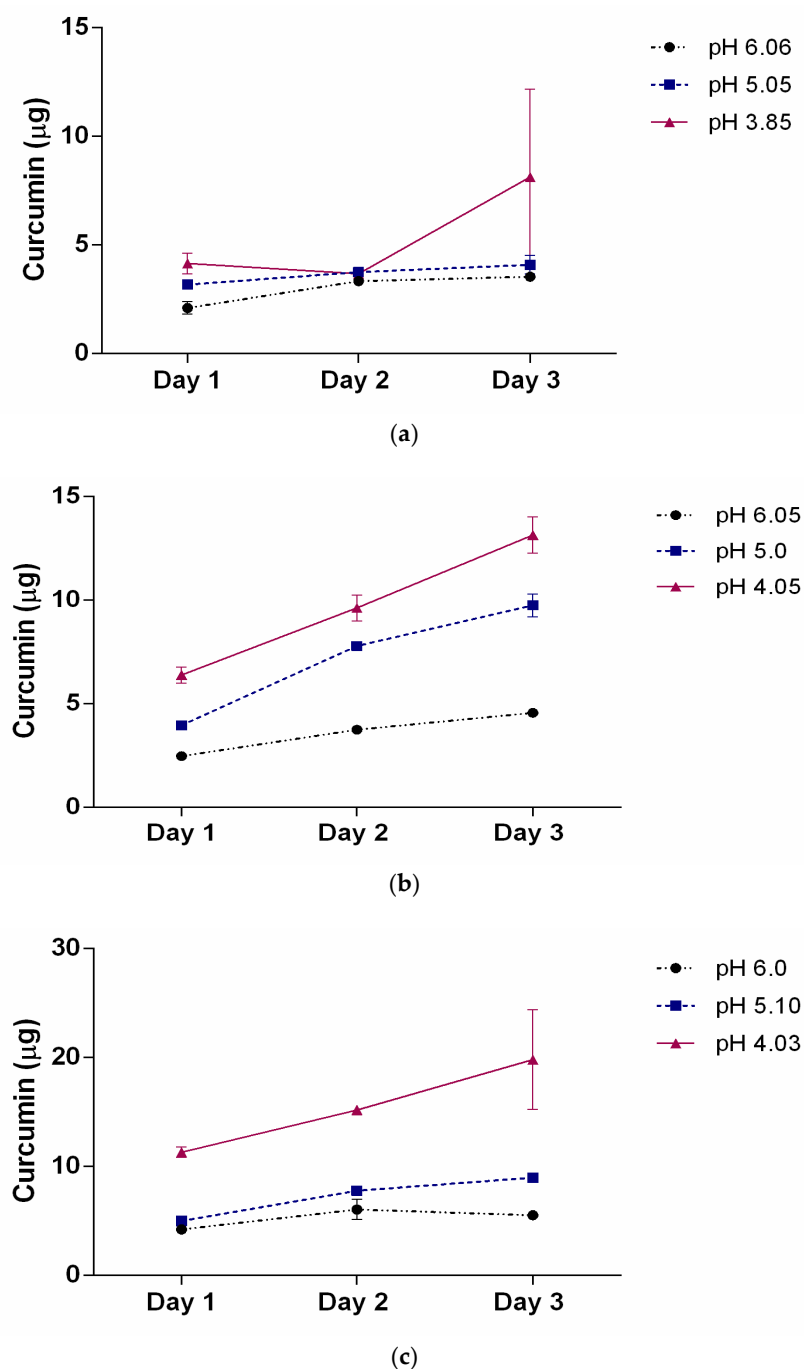 15
10
5
0
Curcumin (μg)
Day 1
Day 2
Day 3
pH 6.06
pH 5.05
pH 3.85
(a)
15
10
5
0
Curcumin (μg)
Day 1
Day 2
Day 3
pH 6.05
pH 5.0
pH 4.05
(b)
30
20
10
0
Curcumin (μg)
Day 1
Day 2
Day 3
pH 6.0
pH 5.10
pH 4.03
(c)